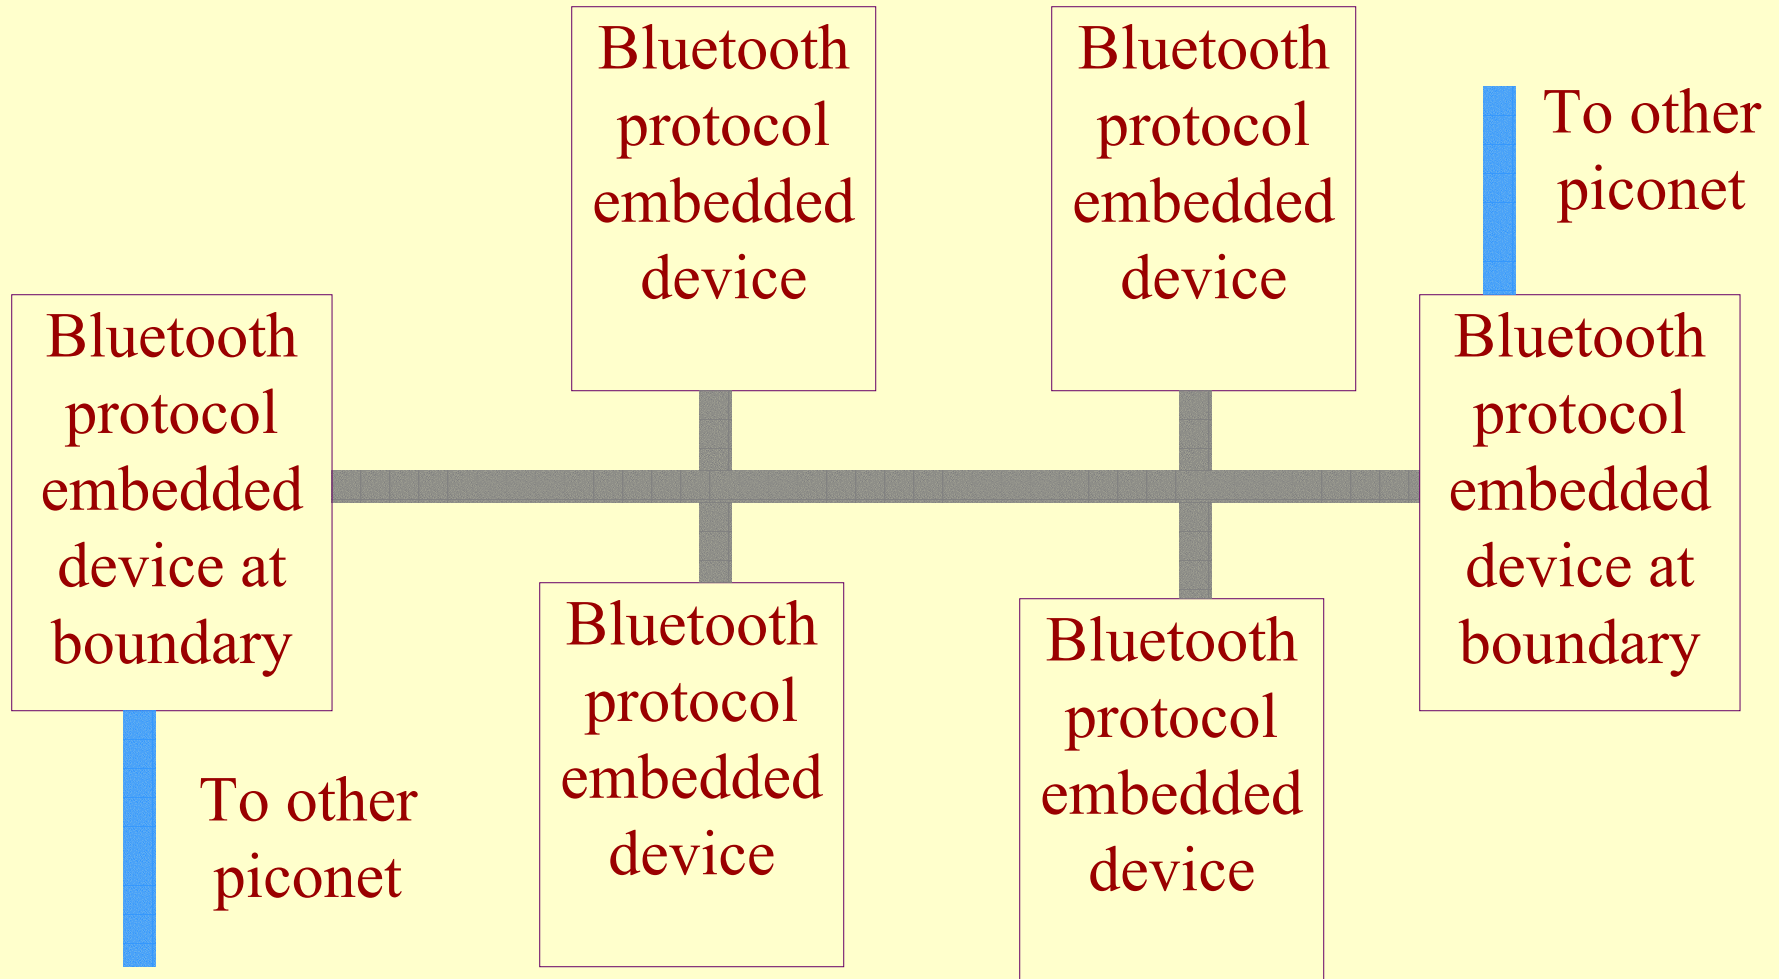 Bluetooth
protocol
embedded
device
Bluetooth
protocol
embedded
device
To other
piconet
Bluetooth
protocol
embedded
device at
boundary
Bluetooth
protocol
embedded
device at
boundary
Bluetooth
protocol
embedded
device
Bluetooth
protocol
embedded
device
To other
piconet